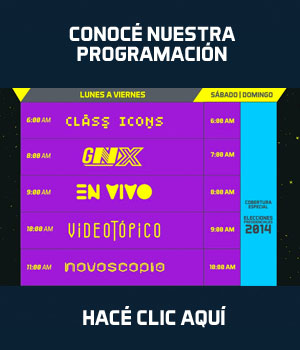 CONOCÉ NUESTRA
PROGRAMACIÓN
LUNES A VIERNES SÁBADO | DOMINGO
6:00 AM CLASS ICONS 6:00 AM
8:00 AM GNX 7:00 AM
9:00 AM EN VIVO 8:00 AM
10:00 AM VIDEOTÓPICO 9:00 AM
11:00 AM novoscopio 10:00 AM
COBERTURA
ESPECIAL
ELECCIONES
PRESIDENCIALES
2014
HACÉ CLIC AQUÍ